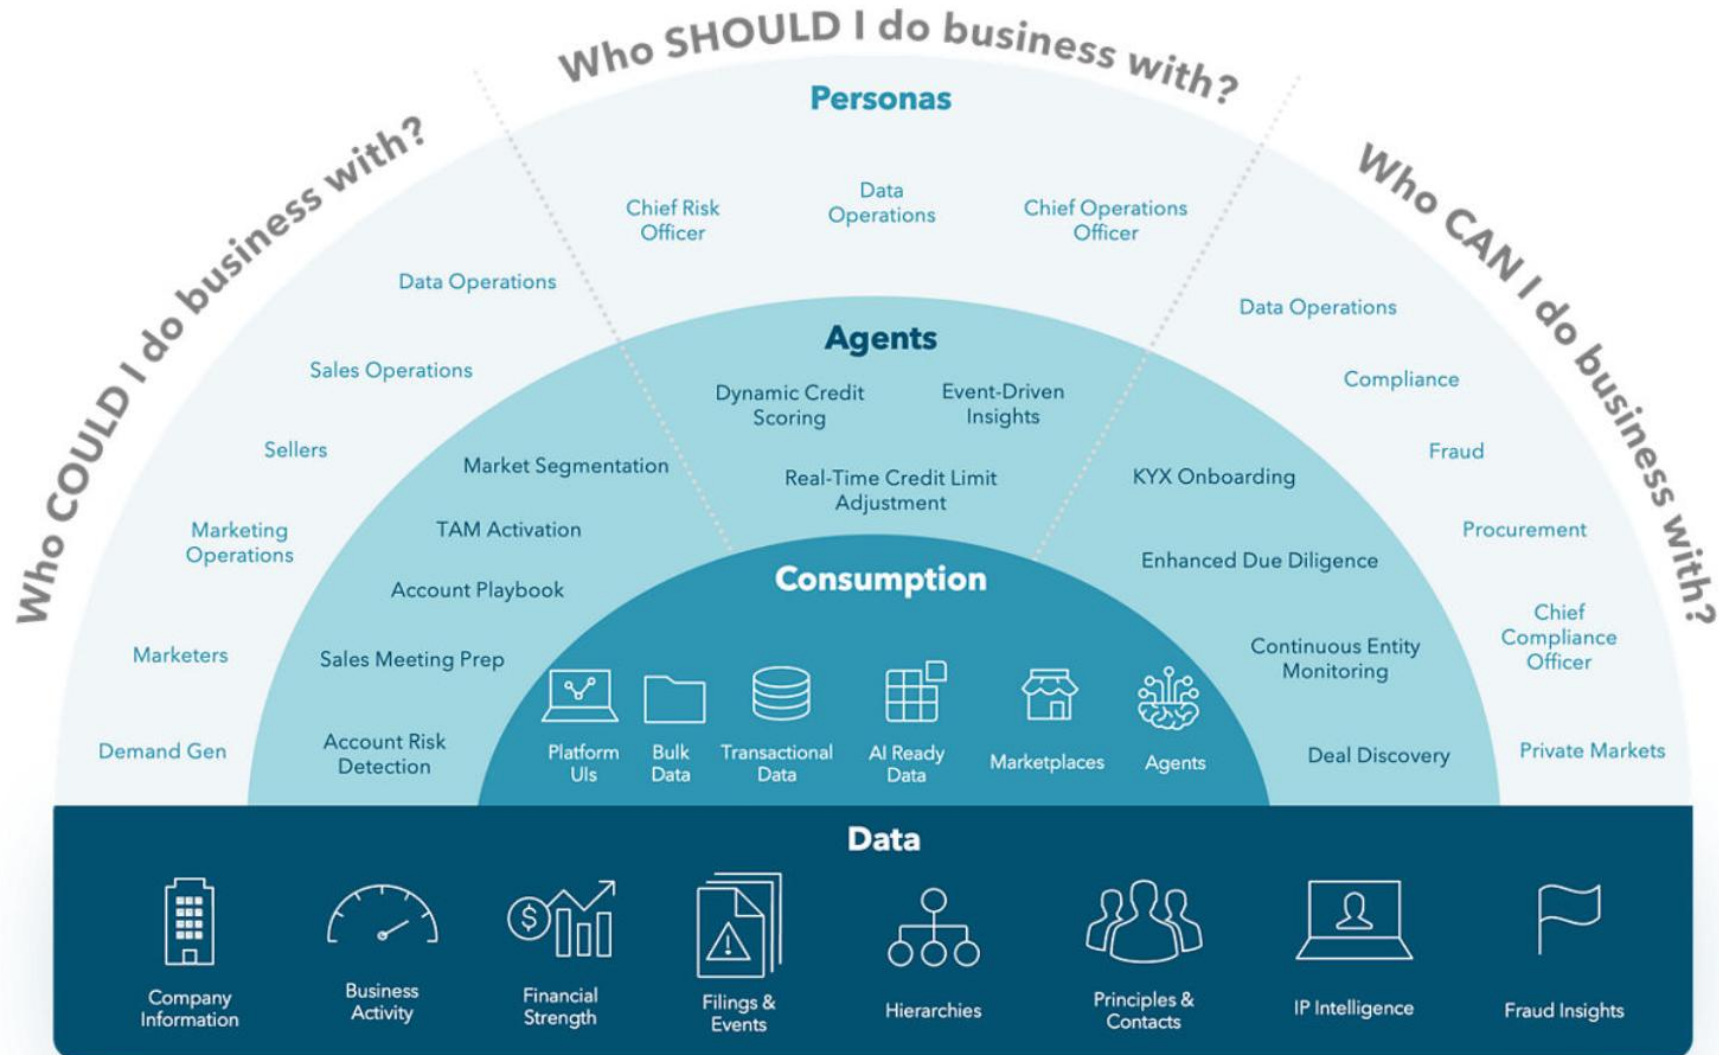 Who COULD I do business with?
Who SHOULD I do business with?
Who CAN I do business with?
Personas
Data Operations
Sales Operations
Sellers
Marketing
Operations
Marketers
Demand Gen
Chief Risk
Officer
Data
Operations
Chief Operations
Officer
Data Operations
Compliance
Fraud
Procurement
Chief
Compliance
Officer
Private Markets
Agents
Market Segmentation
TAM Activation
Account Playbook
Sales Meeting Prep
Account Risk
Detection
Dynamic Credit
Scoring
Event-Driven
Insights
Real-Time Credit Limit
Adjustment
KYX Onboarding
Enhanced Due Diligence
Continuous Entity
Monitoring
Deal Discovery
Consumption
Platform
UIs
Bulk
Data
Transactional
Data
AI Ready
Data
Marketplaces
Agents
Data
Company
Information
Business
Activity
Financial
Strength
Filings &
Events
Hierarchies
Principles &
Contacts
IP Intelligence
Fraud Insights